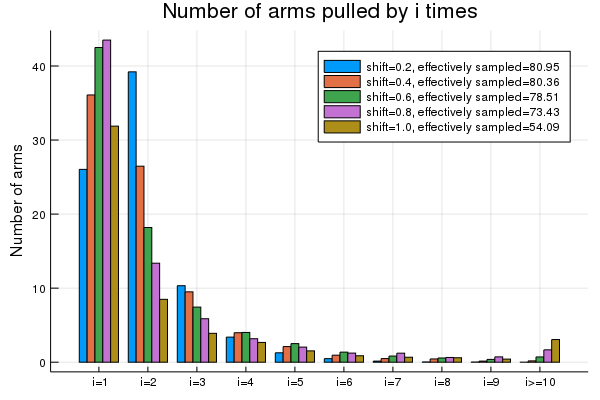 Number of arms pulled by i times
Number of arms
40
30
20
10
0
shift=0.2, effectively sampled=80.95
shift=0.4, effectively sampled=80.36
shift=0.6, effectively sampled=78.51
shift=0.8, effectively sampled=73.43
shift=1.0, effectively sampled=54.09
i=1 i=2 i=3 i=4 i=5 i=6 i=7 i=8 i=9 i>=10